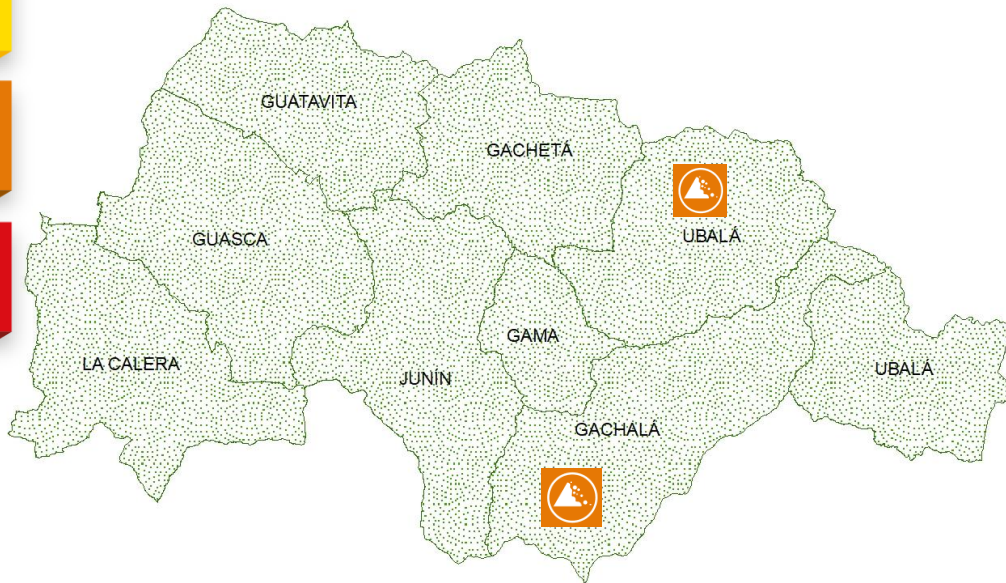 GUATAVITA
GACHETÁ
UBALÁ
GUASCA
GAMA
LA CALERA
JUNÍN
UBALÁ
GACHALÁ